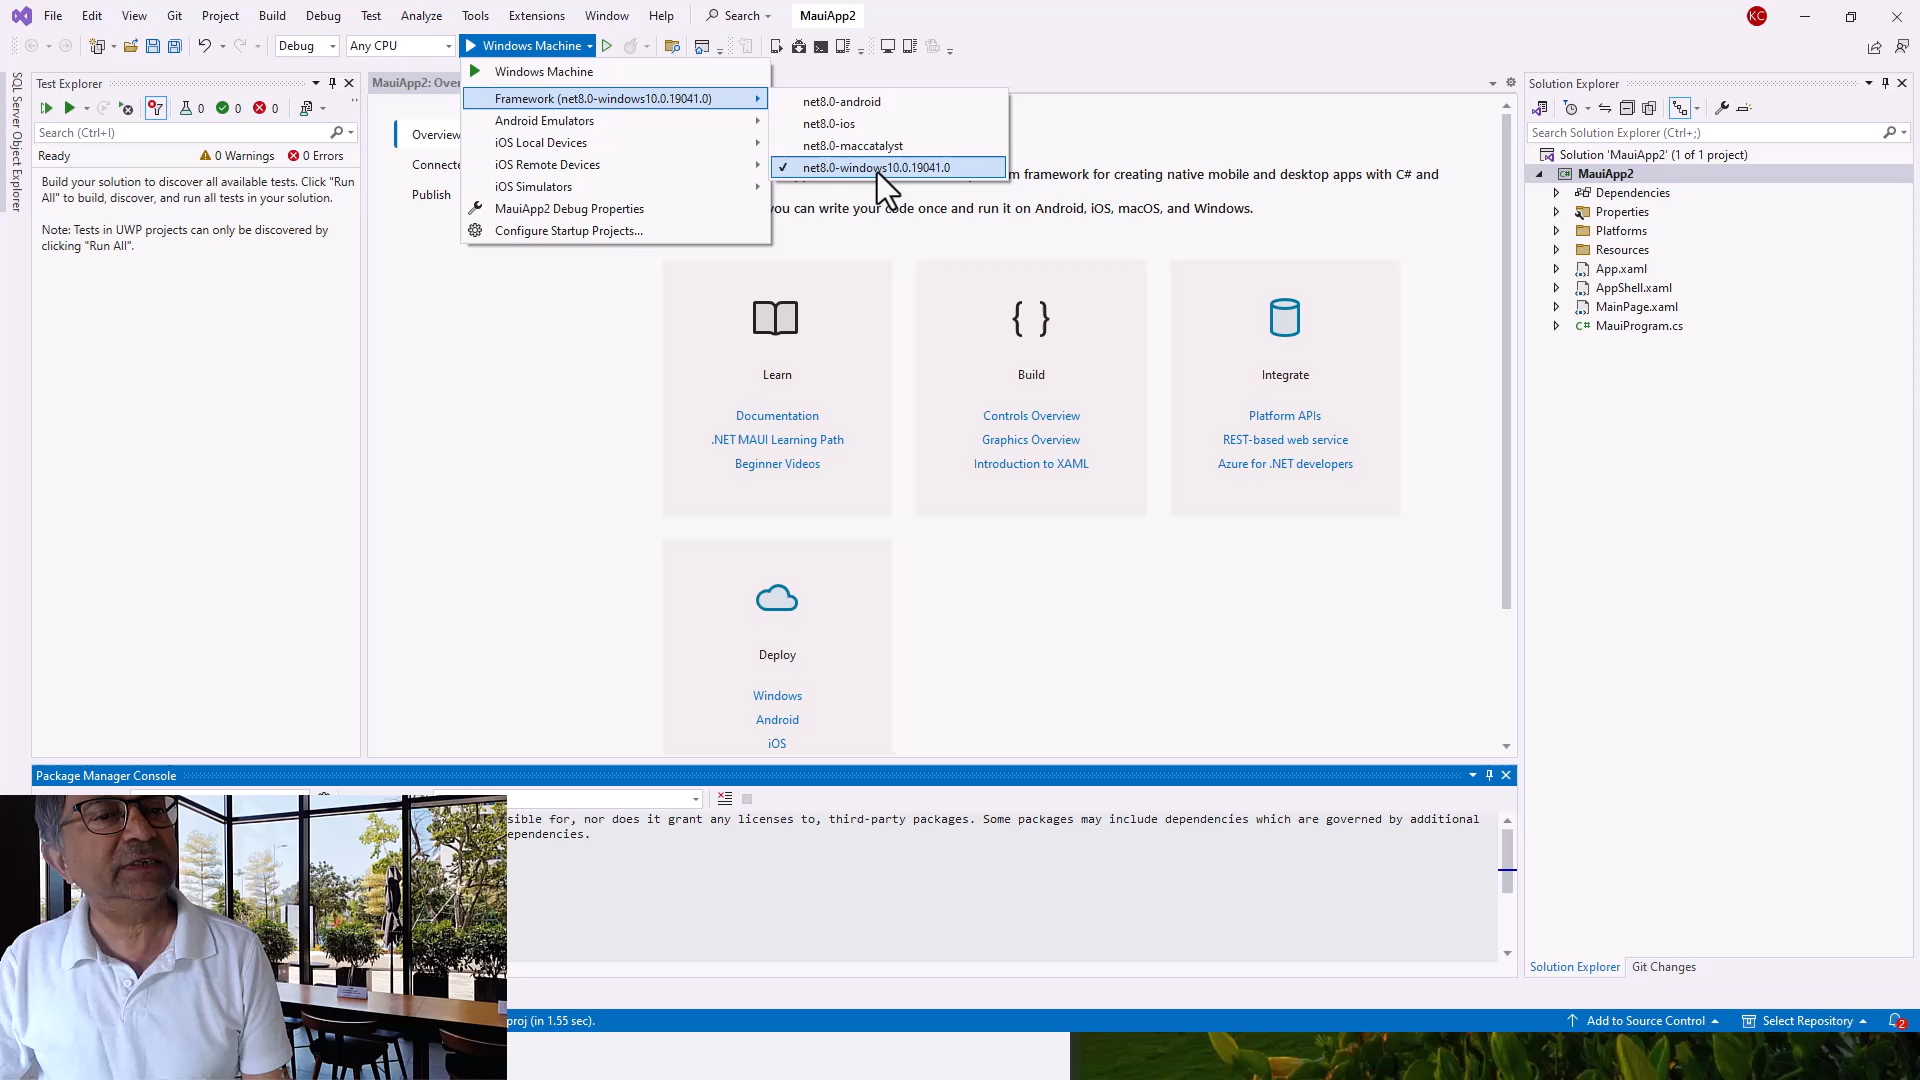 File Edit View Git Project Build Debug Test Analyze Tools Extensions Window Help Search MauiApp2 KC
Debug Any CPU Windows Machine
SQL Server Object Explorer
Test Explorer
0 0 0
Search (Ctrl+I)
Ready 0 Warnings 0 Errors
Build your solution to discover all available tests. Click "Run
All" to build, discover, and run all tests in your solution.
Note: Tests in UWP projects can only be discovered by
clicking "Run All".
MauiApp2: Over
Overview
Connecte
Publish
Windows Machine
Framework (net8.0-windows10.0.19041.0)
Android Emulators
iOS Local Devices
iOS Remote Devices
iOS Simulators
MauiApp2 Debug Properties
Configure Startup Projects...
net8.0-android
net8.0-ios
net8.0-maccatalyst
net8.0-windows10.0.19041.0
m framework for creating native mobile and desktop apps with C# and
you can write your code once and run it on Android, iOS, macOS, and Windows.
Learn
Documentation
.NET MAUI Learning Path
Beginner Videos
{ }
Build
Controls Overview
Graphics Overview
Introduction to XAML
Integrate
Platform APIs
REST-based web service
Azure for .NET developers
Deploy
Windows
Android
iOS
Package Manager Console
sible for, nor does it grant any licenses to, third-party packages. Some packages may include dependencies which are governed by additional
ependencies.
Solution Explorer
Search Solution Explorer (Ctrl+;)
Solution 'MauiApp2' (1 of 1 project)
C# MauiApp2
Dependencies
Properties
Platforms
Resources
App.xaml
AppShell.xaml
MainPage.xaml
C# MauiProgram.cs
Solution Explorer Git Changes
proj (in 1.55 sec).
Add to Source Control Select Repository 2